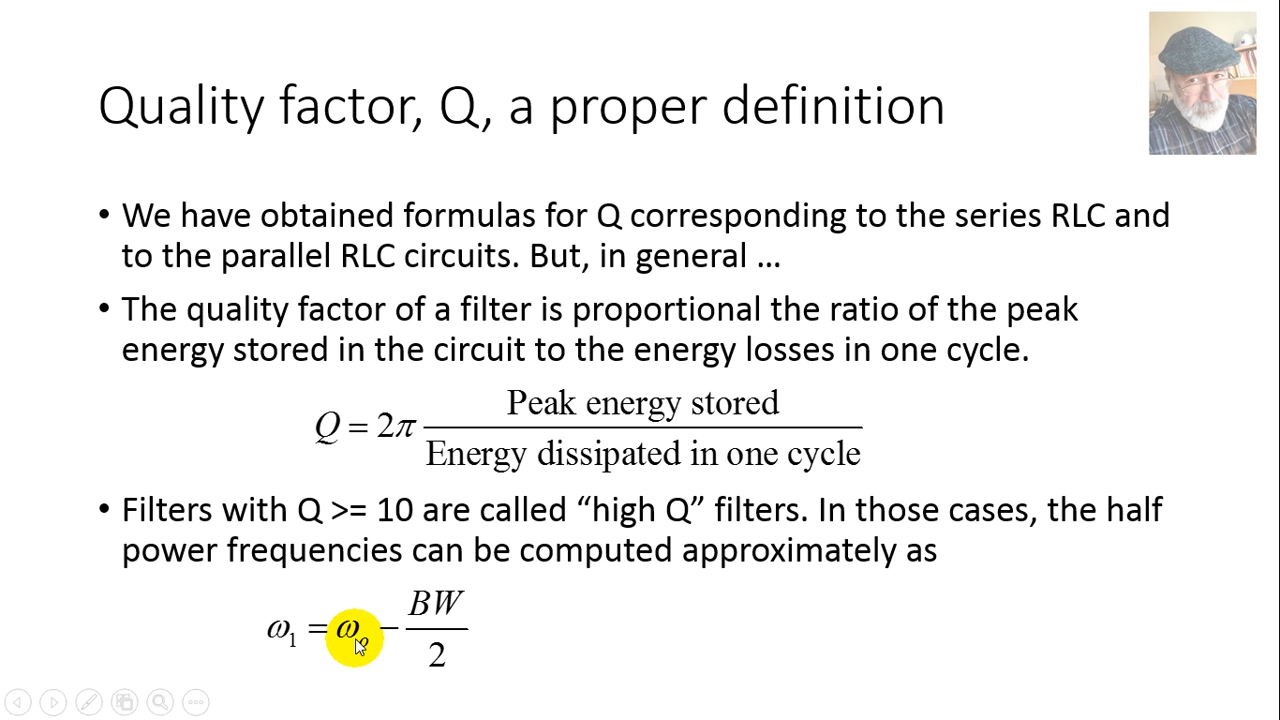 Quality factor, Q, a proper definition
• We have obtained formulas for Q corresponding to the series RLC and
to the parallel RLC circuits. But, in general …
• The quality factor of a filter is proportional the ratio of the peak
energy stored in the circuit to the energy losses in one cycle.
Q = 2π Peak energy stored / Energy dissipated in one cycle
• Filters with Q >= 10 are called “high Q” filters. In those cases, the half
power frequencies can be computed approximately as
ω₁ = ωₒ − BW / 2